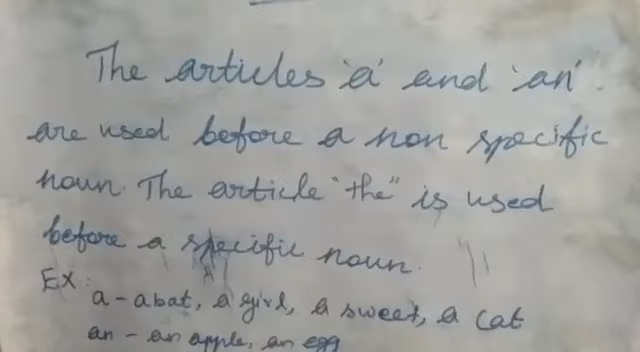 The articles 'a' and 'an'
are used before a non specific
noun. The article "the" is used
before a specific noun.
Ex
a - a bat, a girl, a sweet, a cat
an - an apple, an egg